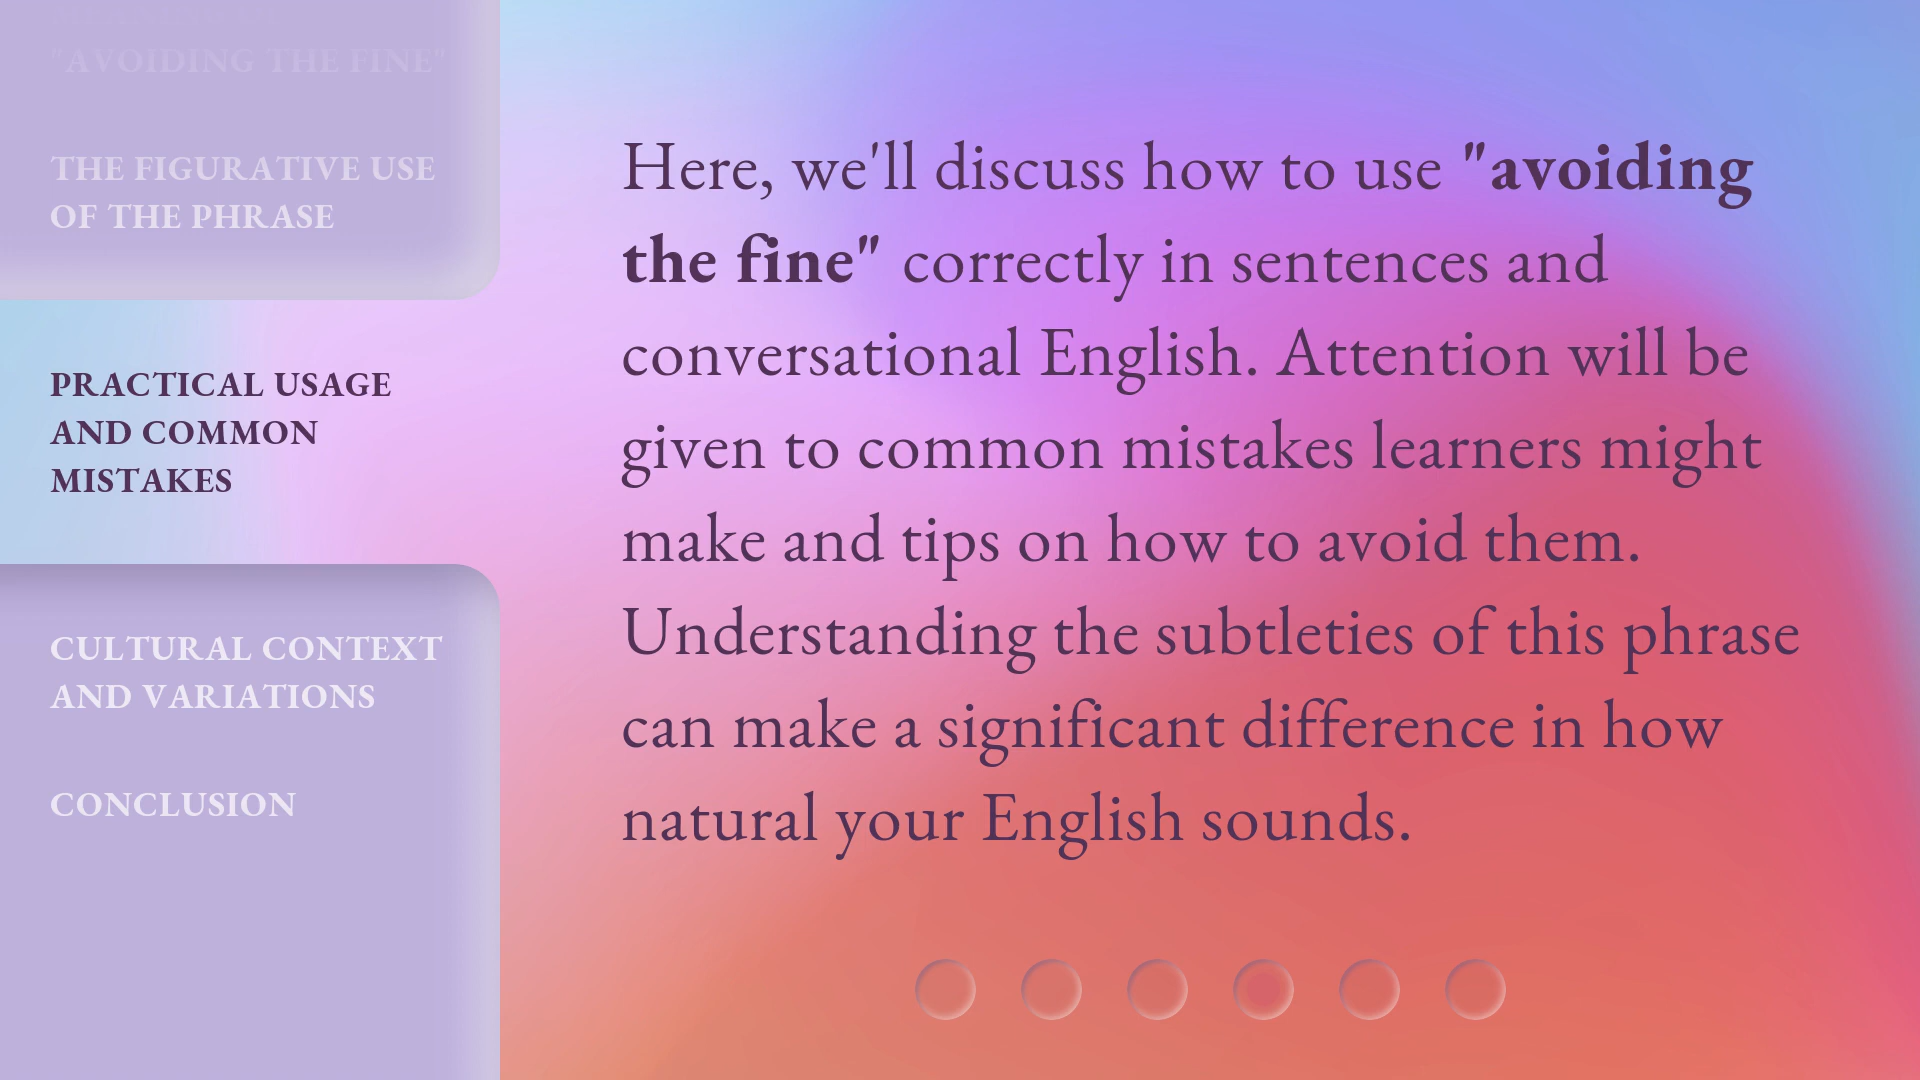 "AVOIDING THE FINE"
THE FIGURATIVE USE
OF THE PHRASE
PRACTICAL USAGE
AND COMMON
MISTAKES
CULTURAL CONTEXT
AND VARIATIONS
CONCLUSION
Here, we'll discuss how to use "avoiding
the fine" correctly in sentences and
conversational English. Attention will be
given to common mistakes learners might
make and tips on how to avoid them.
Understanding the subtleties of this phrase
can make a significant difference in how
natural your English sounds.